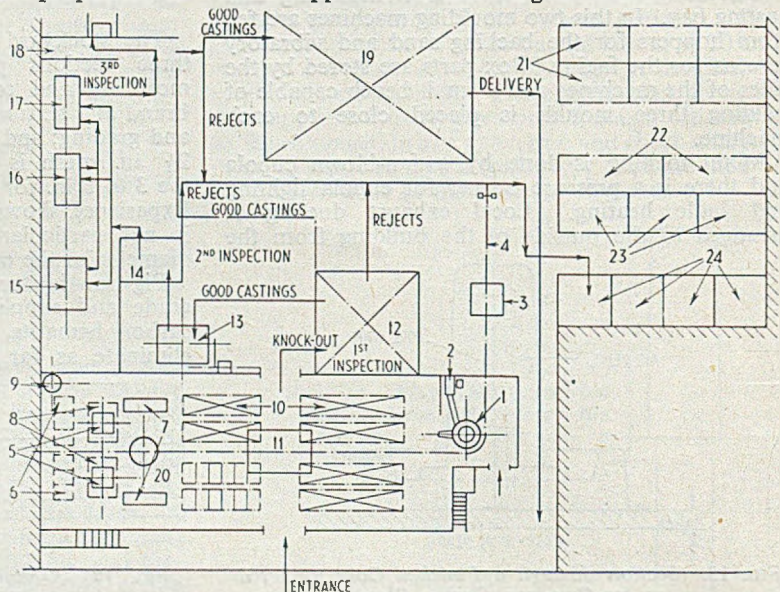 GOOD
CASTINGS
18
3RD
INSPECTION
19
21
DELIVERY
17
REJECTS
16
22
REJECTS
GOOD CASTINGS
REJECTS
4
2ND INSPECTION
23
24
15
14
GOOD CASTINGS
3
13
12
KNOCK-OUT
1ST
INSPECTION
2
9
1
8
10
7
5
11
6
20
ENTRANCE